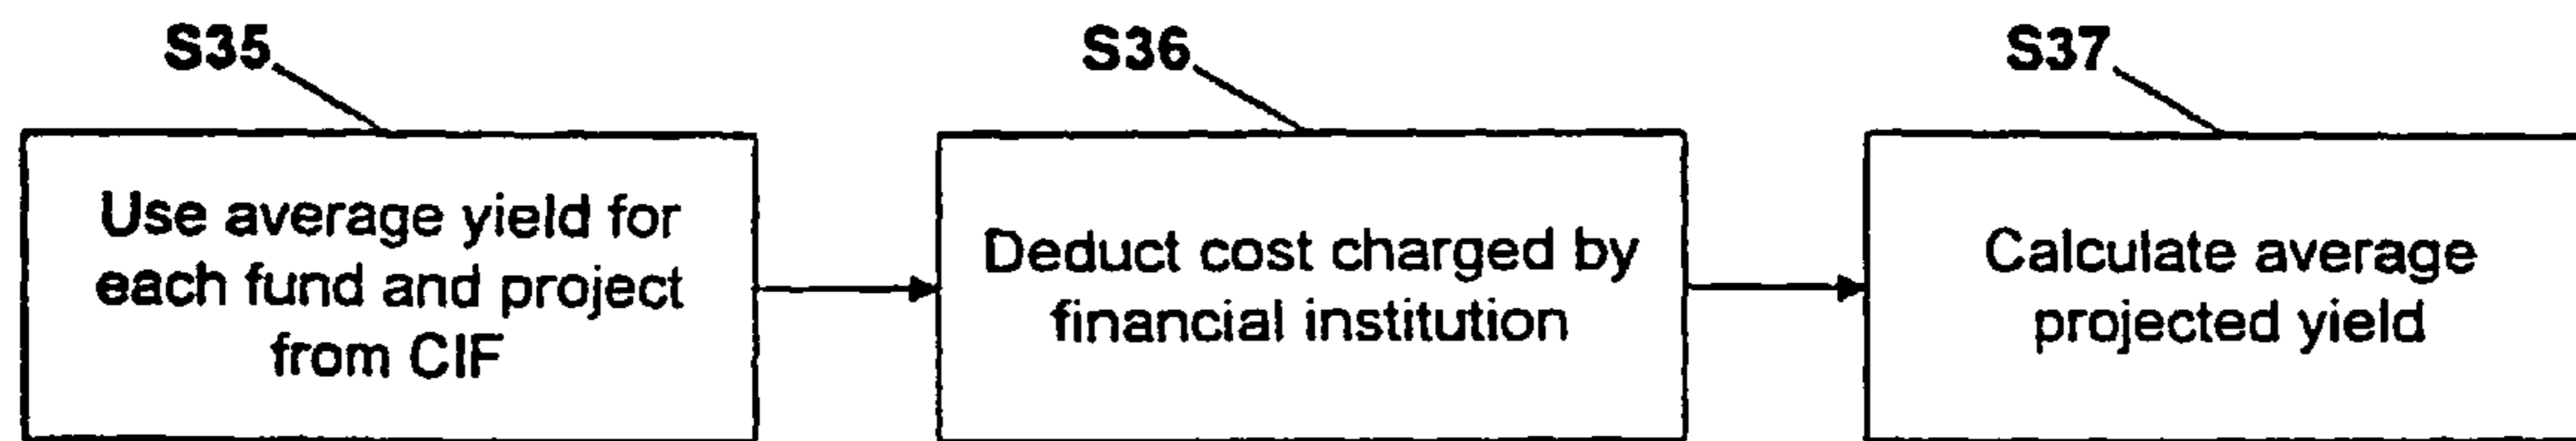 S35
S36
S37
Use average yield for
each fund and project
from CIF
Deduct cost charged by
financial institution
Calculate average
projected yield